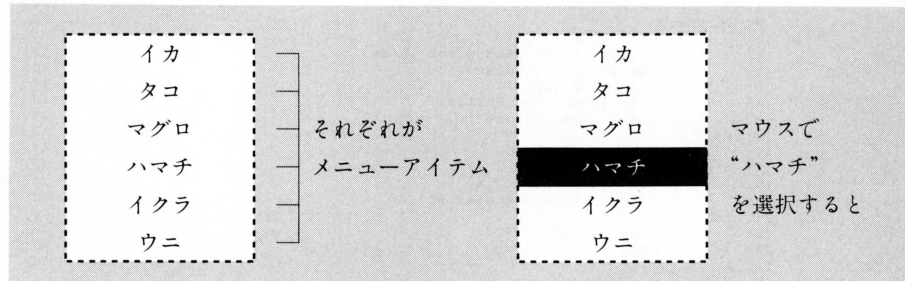 イカ
タコ
マグロ
ハマチ
イクラ
ウニ
それぞれが
メニューアイテム
イカ
タコ
マグロ
ハマチ
イクラ
ウニ
マウスで
“ハマチ”
を選択すると